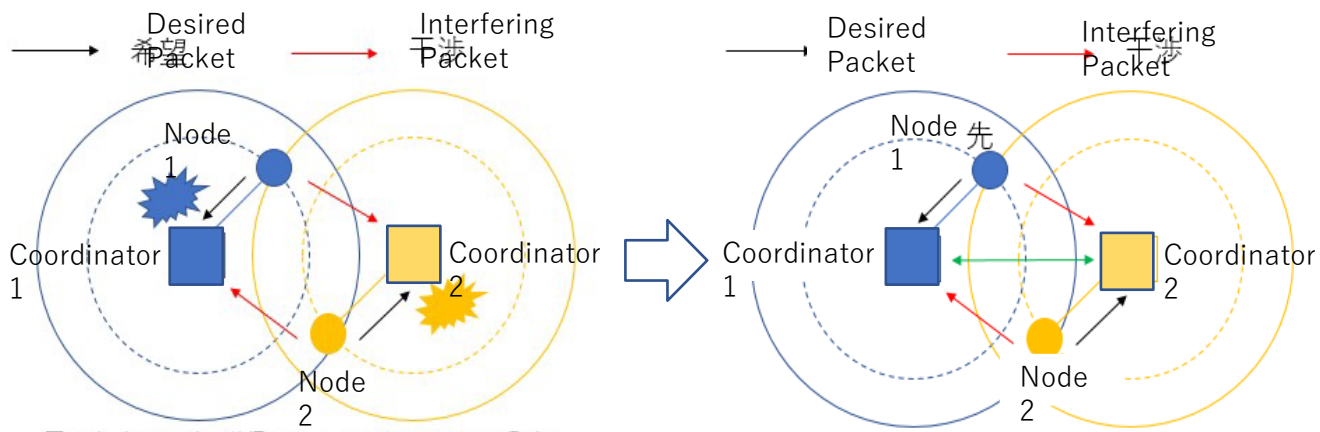 Desired
Packet
希望
Interfering
Packet
干渉
Node
1
Coordinator
1
Coordinator
2
Node
2
Desired
Packet
Interfering
Packet
干渉
Node
1
先
Coordinator
1
Coordinator
2
Node
2